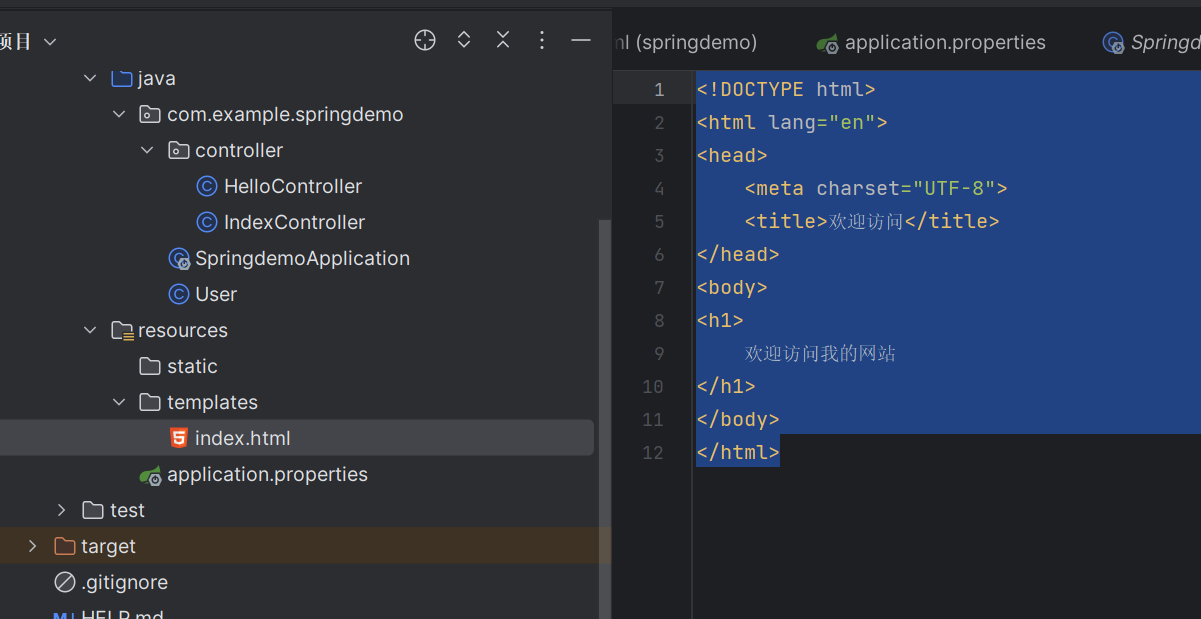 项目
ml (springdemo)
application.properties
Springd
java
com.example.springdemo
controller
HelloController
IndexController
SpringdemoApplication
User
resources
static
templates
index.html
application.properties
test
target
.gitignore
HELP.md
1 <!DOCTYPE html>
2 <html lang="en">
3 <head>
4 <meta charset="UTF-8">
5 <title>欢迎访问</title>
6 </head>
7 <body>
8 <h1>
9 欢迎访问我的网站
10 </h1>
11 </body>
12 </html>